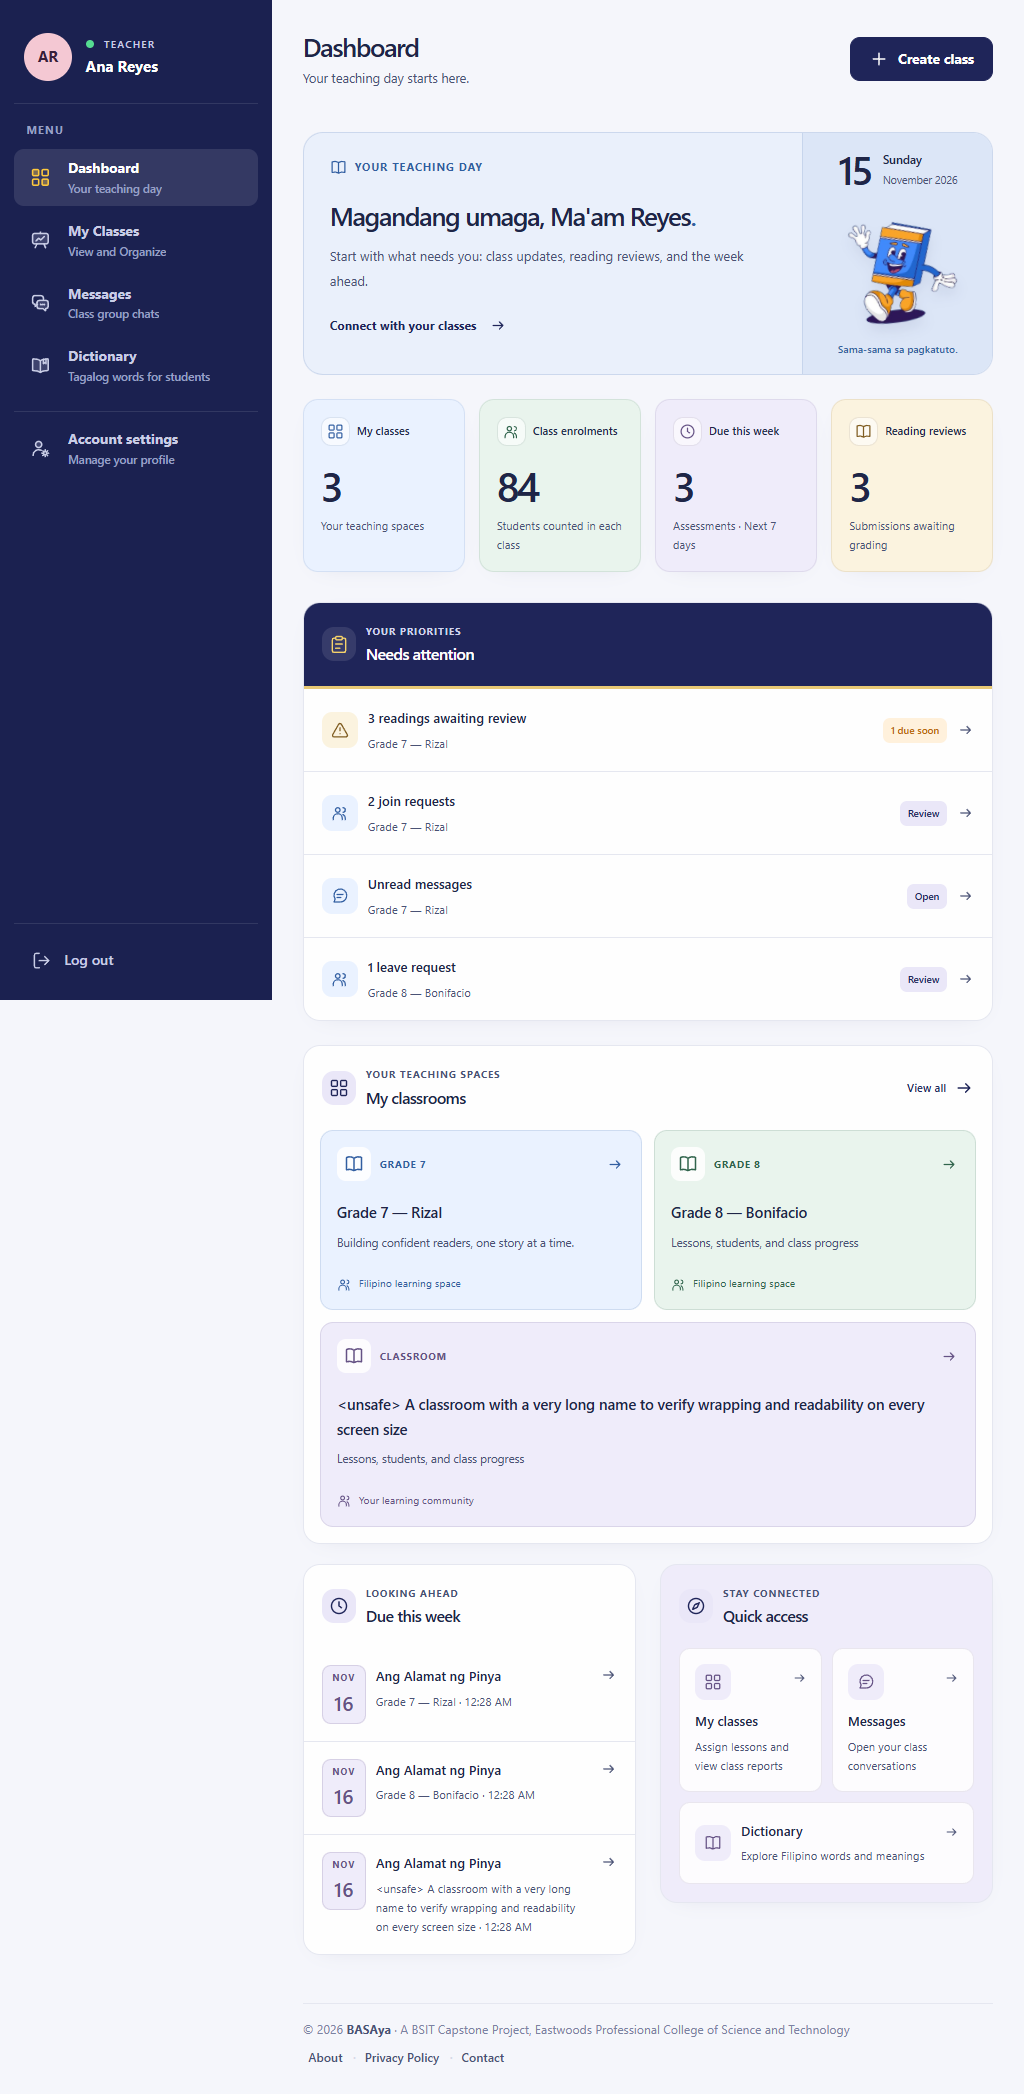 AR
TEACHER
Ana Reyes
MENU
Dashboard
Your teaching day
My Classes
View and Organize
Messages
Class group chats
Dictionary
Tagalog words for students
Account settings
Manage your profile
Log out
Dashboard
Your teaching day starts here.
Create class
YOUR TEACHING DAY
Magandang umaga, Ma'am Reyes.
Start with what needs you: class updates, reading reviews, and the week
ahead.
Connect with your classes
15
Sunday
November 2026
Sama-sama sa pagkatuto.
My classes
3
Your teaching spaces
Class enrolments
84
Students counted in each
class
Due this week
3
Assessments · Next 7
days
Reading reviews
3
Submissions awaiting
grading
YOUR PRIORITIES
Needs attention
3 readings awaiting review
Grade 7 — Rizal
1 due soon
2 join requests
Grade 7 — Rizal
Review
Unread messages
Grade 7 — Rizal
Open
1 leave request
Grade 8 — Bonifacio
Review
YOUR TEACHING SPACES
My classrooms
View all
GRADE 7
Grade 7 — Rizal
Building confident readers, one story at a time.
Filipino learning space
GRADE 8
Grade 8 — Bonifacio
Lessons, students, and class progress
Filipino learning space
CLASSROOM
<unsafe> A classroom with a very long name to verify wrapping and readability on every
screen size
Lessons, students, and class progress
Your learning community
LOOKING AHEAD
Due this week
NOV
16
Ang Alamat ng Pinya
Grade 7 — Rizal · 12:28 AM
NOV
16
Ang Alamat ng Pinya
Grade 8 — Bonifacio · 12:28 AM
NOV
16
Ang Alamat ng Pinya
<unsafe> A classroom with a very long
name to verify wrapping and readability
on every screen size · 12:28 AM
STAY CONNECTED
Quick access
My classes
Assign lessons and
view class reports
Messages
Open your class
conversations
Dictionary
Explore Filipino words and meanings
© 2026 BASAya · A BSIT Capstone Project, Eastwoods Professional College of Science and Technology
About · Privacy Policy · Contact